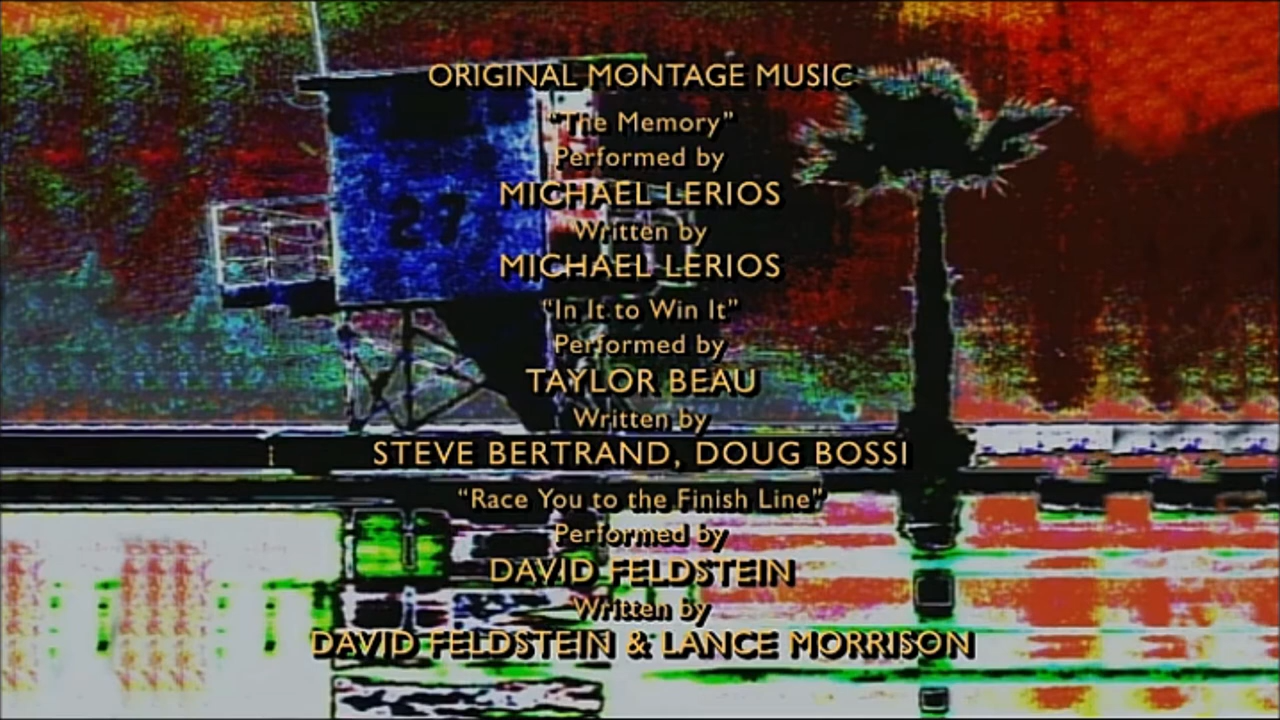 ORIGINAL MONTAGE MUSIC
“The Memory”
Performed by
MICHAEL LERIOS
Written by
MICHAEL LERIOS
“In It to Win It”
Performed by
TAYLOR BEAU
Written by
STEVE BERTRAND, DOUG BOSSI
“Race You to the Finish Line”
Performed by
DAVID FELDSTEIN
Written by
DAVID FELDSTEIN & LANCE MORRISON
27